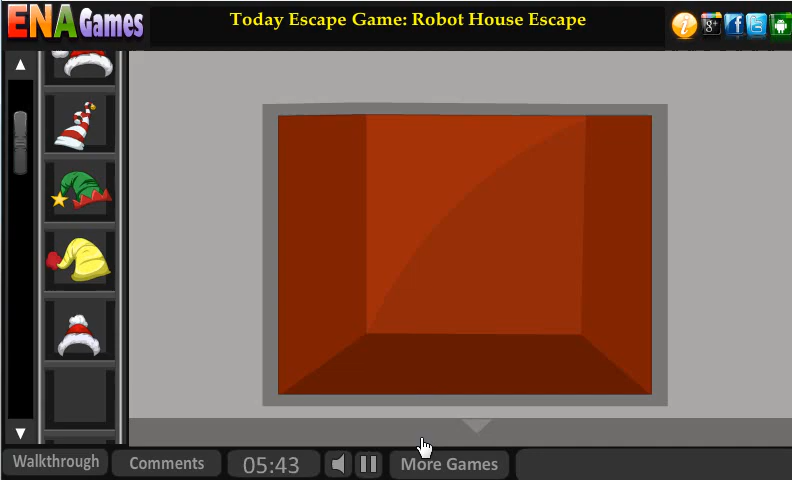 ENA Games
Today Escape Game: Robot House Escape
i g+ f
Walkthrough
Comments
05:43
More Games